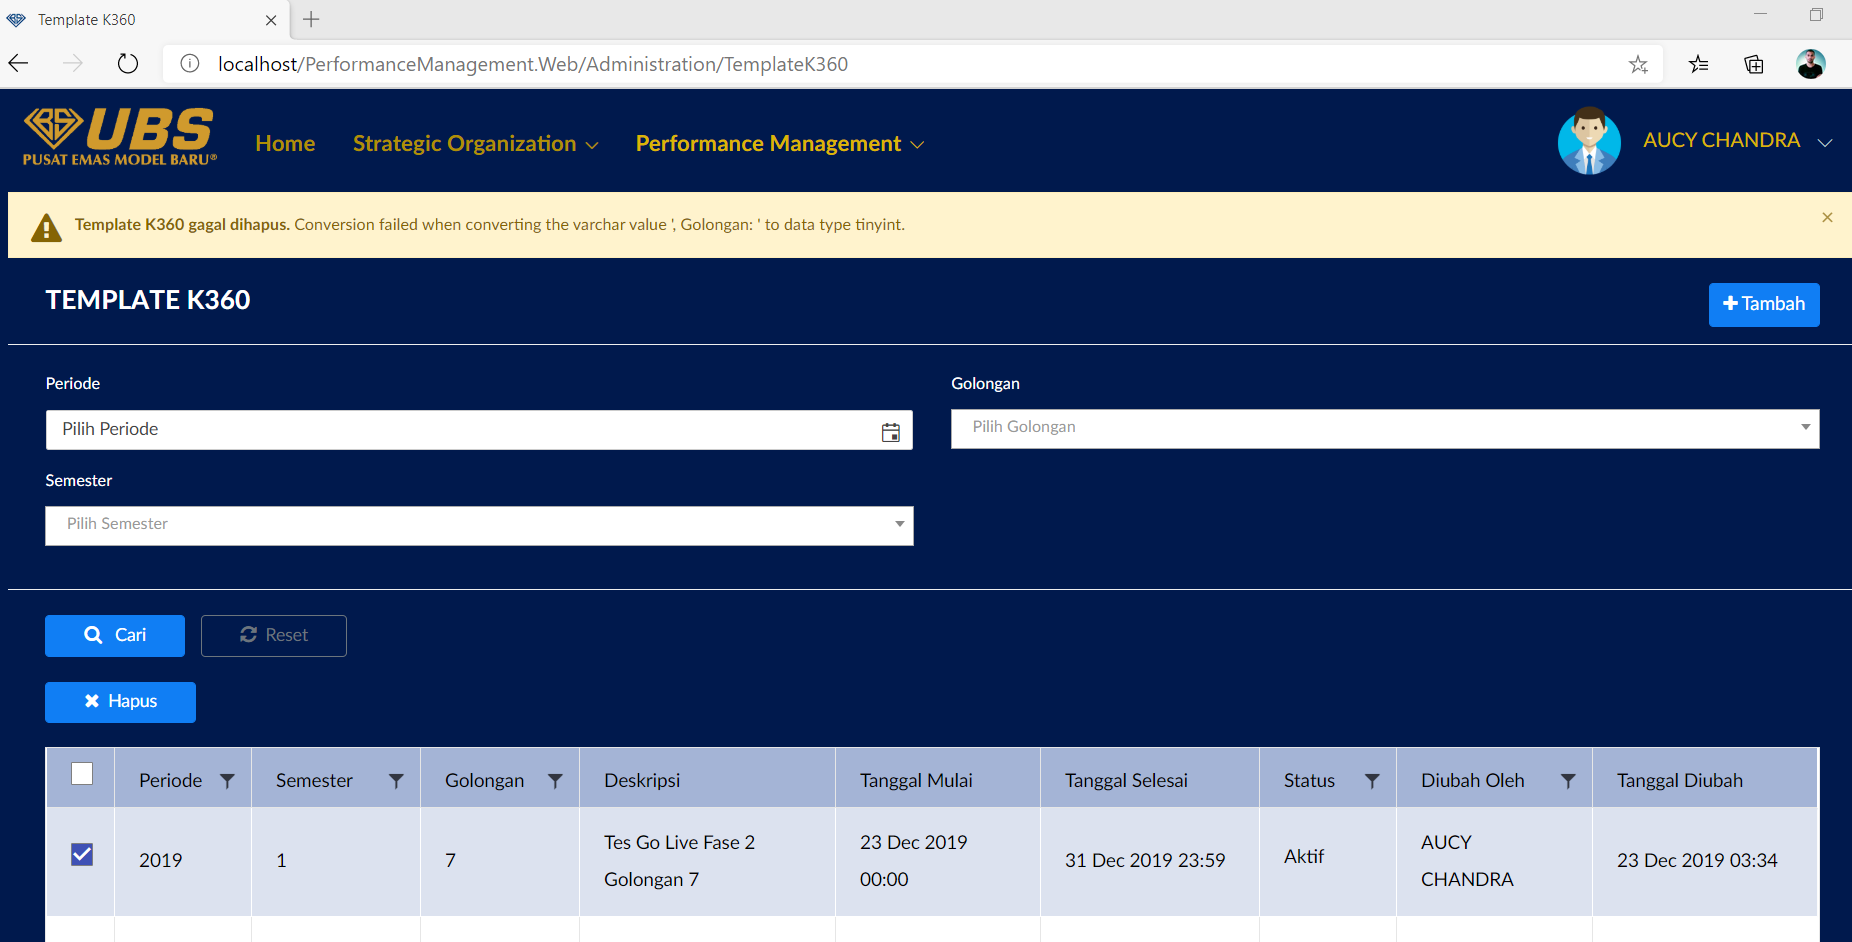 Template K360
localhost/PerformanceManagement.Web/Administration/TemplateK360
UBS
PUSAT EMAS MODEL BARU®
Home
Strategic Organization
Performance Management
AUCY CHANDRA
Template K360 gagal dihapus. Conversion failed when converting the varchar value ', Golongan: ' to data type tinyint.
TEMPLATE K360
Tambah
Periode
Golongan
Pilih Periode
Pilih Golongan
Semester
Pilih Semester
Cari
Reset
Hapus
Periode Semester Golongan Deskripsi Tanggal Mulai Tanggal Selesai Status Diubah Oleh Tanggal Diubah
2019
1
7
Tes Go Live Fase 2
Golongan 7
23 Dec 2019
00:00
31 Dec 2019 23:59
Aktif
AUCY
CHANDRA
23 Dec 2019 03:34